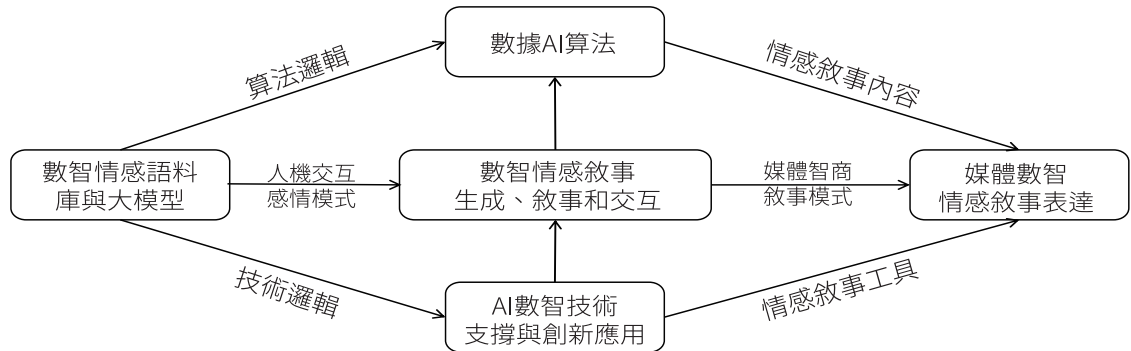 數據AI算法
算法邏輯
情感敘事內容
數智情感語料
庫與大模型
人機交互
感情模式
數智情感敘事
生成、敘事和交互
媒體智商
敘事模式
媒體數智
情感敘事表達
技術邏輯
情感敘事工具
AI數智技術
支撐與創新應用